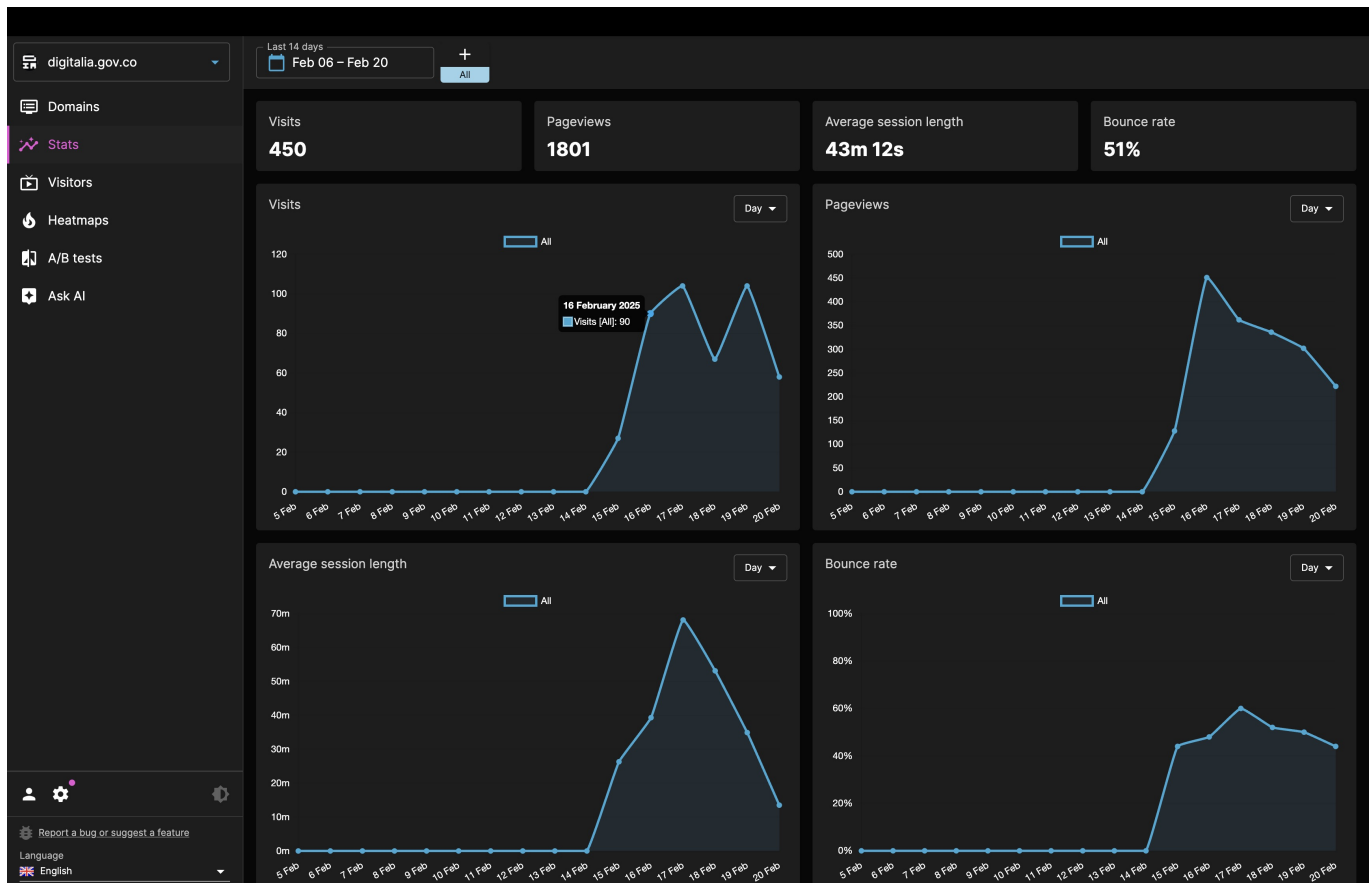 digitalia.gov.co
Last 14 days
Feb 06 – Feb 20
+
All
Domains
Stats
Visitors
Heatmaps
A/B tests
Ask AI
Visits
450
Pageviews
1801
Average session length
43m 12s
Bounce rate
51%
Visits
Day
All
120
100
80
60
40
20
0
16 February 2025
Visits [All]: 90
5 Feb 6 Feb 7 Feb 8 Feb 9 Feb 10 Feb 11 Feb 12 Feb 13 Feb 14 Feb 15 Feb 16 Feb 17 Feb 18 Feb 19 Feb 20 Feb
Pageviews
Day
All
500
450
400
350
300
250
200
150
100
50
0
5 Feb 6 Feb 7 Feb 8 Feb 9 Feb 10 Feb 11 Feb 12 Feb 13 Feb 14 Feb 15 Feb 16 Feb 17 Feb 18 Feb 19 Feb 20 Feb
Average session length
Day
All
70m
60m
50m
40m
30m
20m
10m
0m
5 Feb 6 Feb 7 Feb 8 Feb 9 Feb 10 Feb 11 Feb 12 Feb 13 Feb 14 Feb 15 Feb 16 Feb 17 Feb 18 Feb 19 Feb 20 Feb
Bounce rate
Day
All
100%
80%
60%
40%
20%
0%
5 Feb 6 Feb 7 Feb 8 Feb 9 Feb 10 Feb 11 Feb 12 Feb 13 Feb 14 Feb 15 Feb 16 Feb 17 Feb 18 Feb 19 Feb 20 Feb
Report a bug or suggest a feature
Language
English